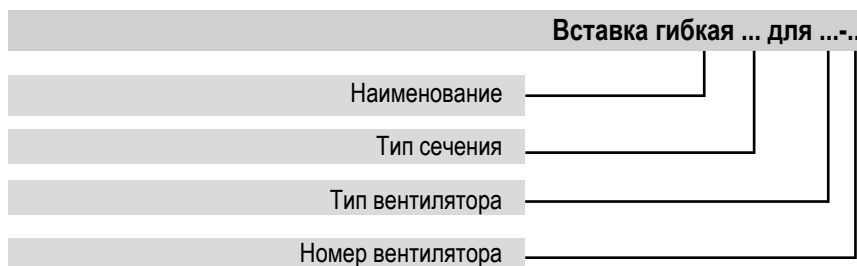 Вставка гибкая ... для ...-..
Наименование
Тип сечения
Тип вентилятора
Номер вентилятора